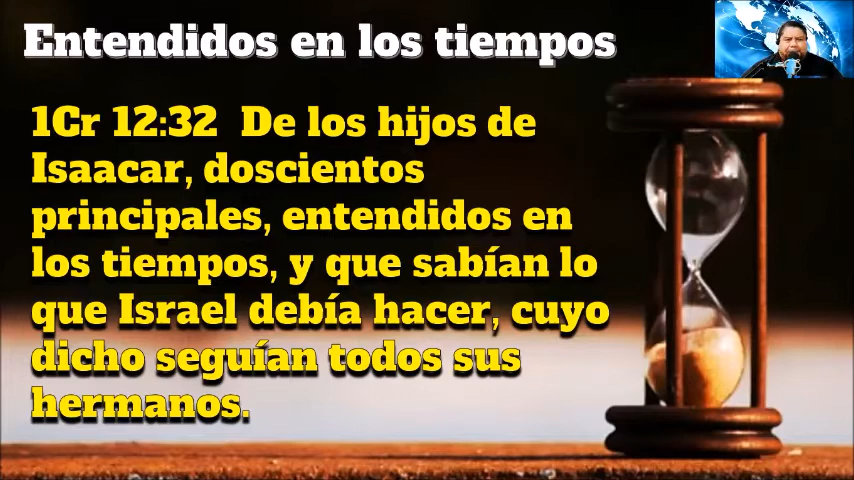 Entendidos en los tiempos
1Cr 12:32 De los hijos de
Isaacar, doscientos
principales, entendidos en
los tiempos, y que sabían lo
que Israel debía hacer, cuyo
dicho seguían todos sus
hermanos.